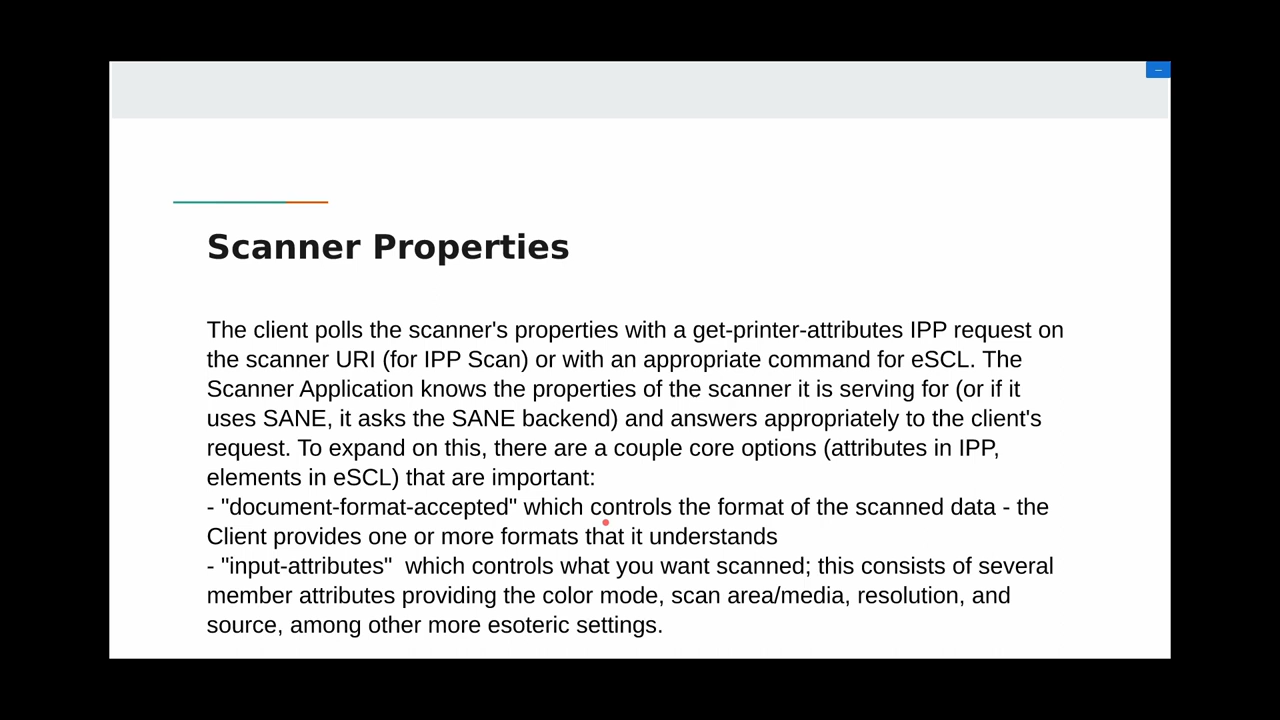 Scanner Properties
The client polls the scanner's properties with a get-printer-attributes IPP request on
the scanner URI (for IPP Scan) or with an appropriate command for eSCL. The
Scanner Application knows the properties of the scanner it is serving for (or if it
uses SANE, it asks the SANE backend) and answers appropriately to the client's
request. To expand on this, there are a couple core options (attributes in IPP,
elements in eSCL) that are important:
- "document-format-accepted" which controls the format of the scanned data - the
Client provides one or more formats that it understands
- "input-attributes"  which controls what you want scanned; this consists of several
member attributes providing the color mode, scan area/media, resolution, and
source, among other more esoteric settings.